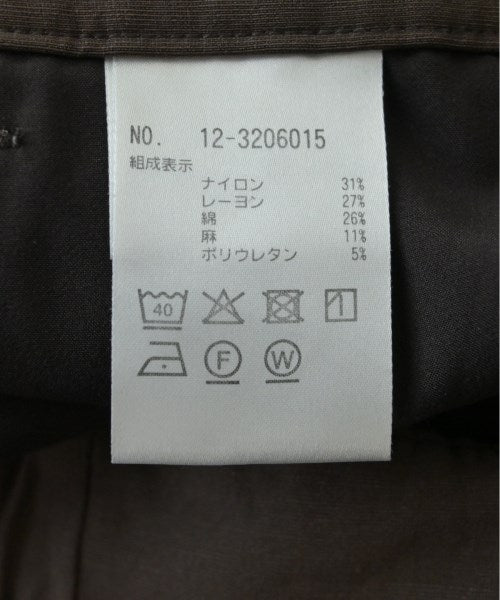 NO. 12-3206015
組成表示
ナイロン 31%
レーヨン 27%
綿 26%
麻 11%
ポリウレタン 5%
40
F W